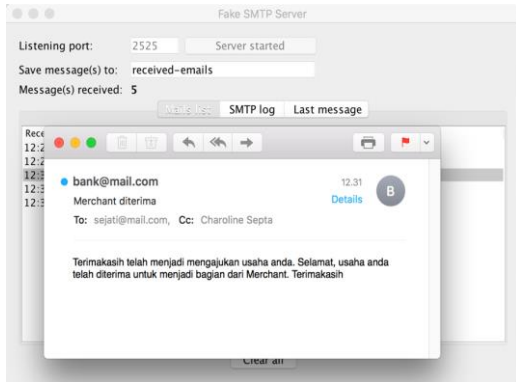 Fake SMTP Server
Listening port: 2525 Server started
Save message(s) to: received-emails
Message(s) received: 5
Mails list SMTP log Last message
Rece
12:2
12:2
12:3
12:3
12:3
bank@mail.com 12.31
B
Merchant diterima Details
To: sejati@mail.com, Cc: Charoline Septa
Terimakasih telah menjadi mengajukan usaha anda. Selamat, usaha anda
telah diterima untuk menjadi bagian dari Merchant. Terimakasih
Clear all